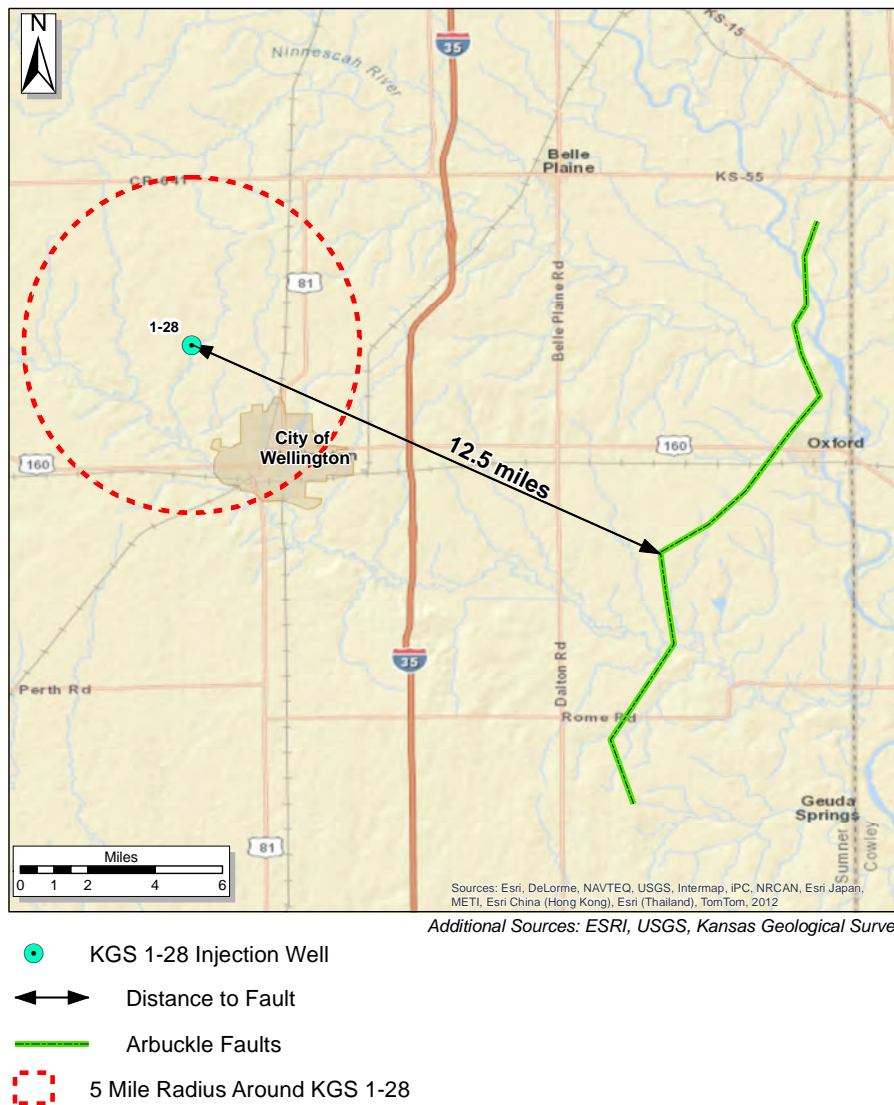 N
35
KS-15
Ninnescah River
Belle
Plaine
CR-641
KS-55
81
1-28
Belle Plaine Rd
City of
Wellington
160
12.5 miles
160
Oxford
35
Perth Rd
Dalton Rd
Rome Rd
Geuda
Springs
81
Sumner
Cowley
Miles
0 1 2 4 6
Sources: Esri, DeLorme, NAVTEQ, USGS, Intermap, iPC, NRCAN, Esri Japan,
METI, Esri China (Hong Kong), Esri (Thailand), TomTom, 2012
Additional Sources: ESRI, USGS, Kansas Geological Surve
KGS 1-28 Injection Well
Distance to Fault
Arbuckle Faults
5 Mile Radius Around KGS 1-28